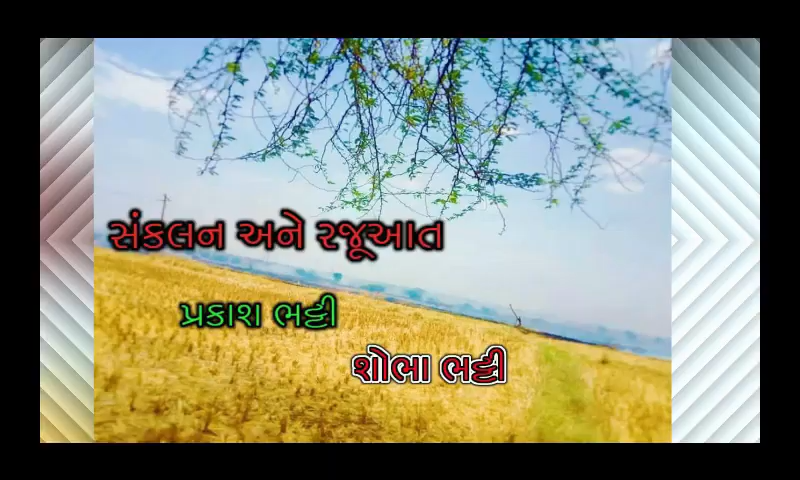 સંકલન અને રજૂઆત
પ્રકાશ ભટ્ટી
શોભા ભટ્ટી